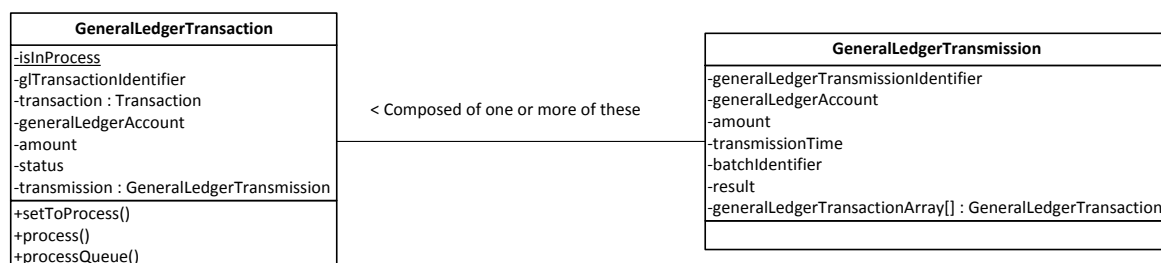 GeneralLedgerTransaction
-isInProcess
-glTransactionIdentifier
-transaction : Transaction
-generalLedgerAccount
-amount
-status
-transmission : GeneralLedgerTransmission
+setToProcess()
+process()
+processQueue()
< Composed of one or more of these
GeneralLedgerTransmission
-generalLedgerTransmissionIdentifier
-generalLedgerAccount
-amount
-transmissionTime
-batchIdentifier
-result
-generalLedgerTransactionArray[] : GeneralLedgerTransaction